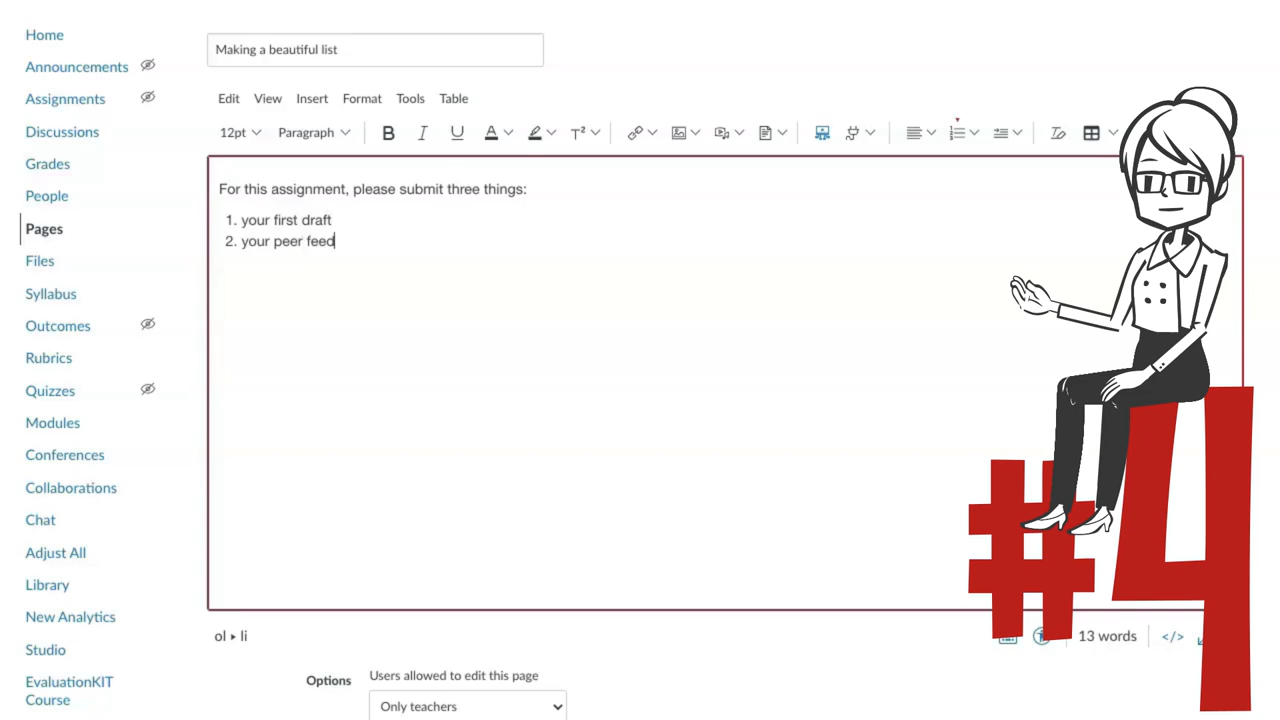 Home
Announcements
Assignments
Discussions
Grades
People
Pages
Files
Syllabus
Outcomes
Rubrics
Quizzes
Modules
Conferences
Collaborations
Chat
Adjust All
Library
New Analytics
Studio
EvaluationKIT
Course
Making a beautiful list
Edit View Insert Format Tools Table
12pt Paragraph B I U A T²
For this assignment, please submit three things:
1. your first draft
2. your peer feed
ol ▸ li
13 words </>
Options
Users allowed to edit this page
Only teachers
#4